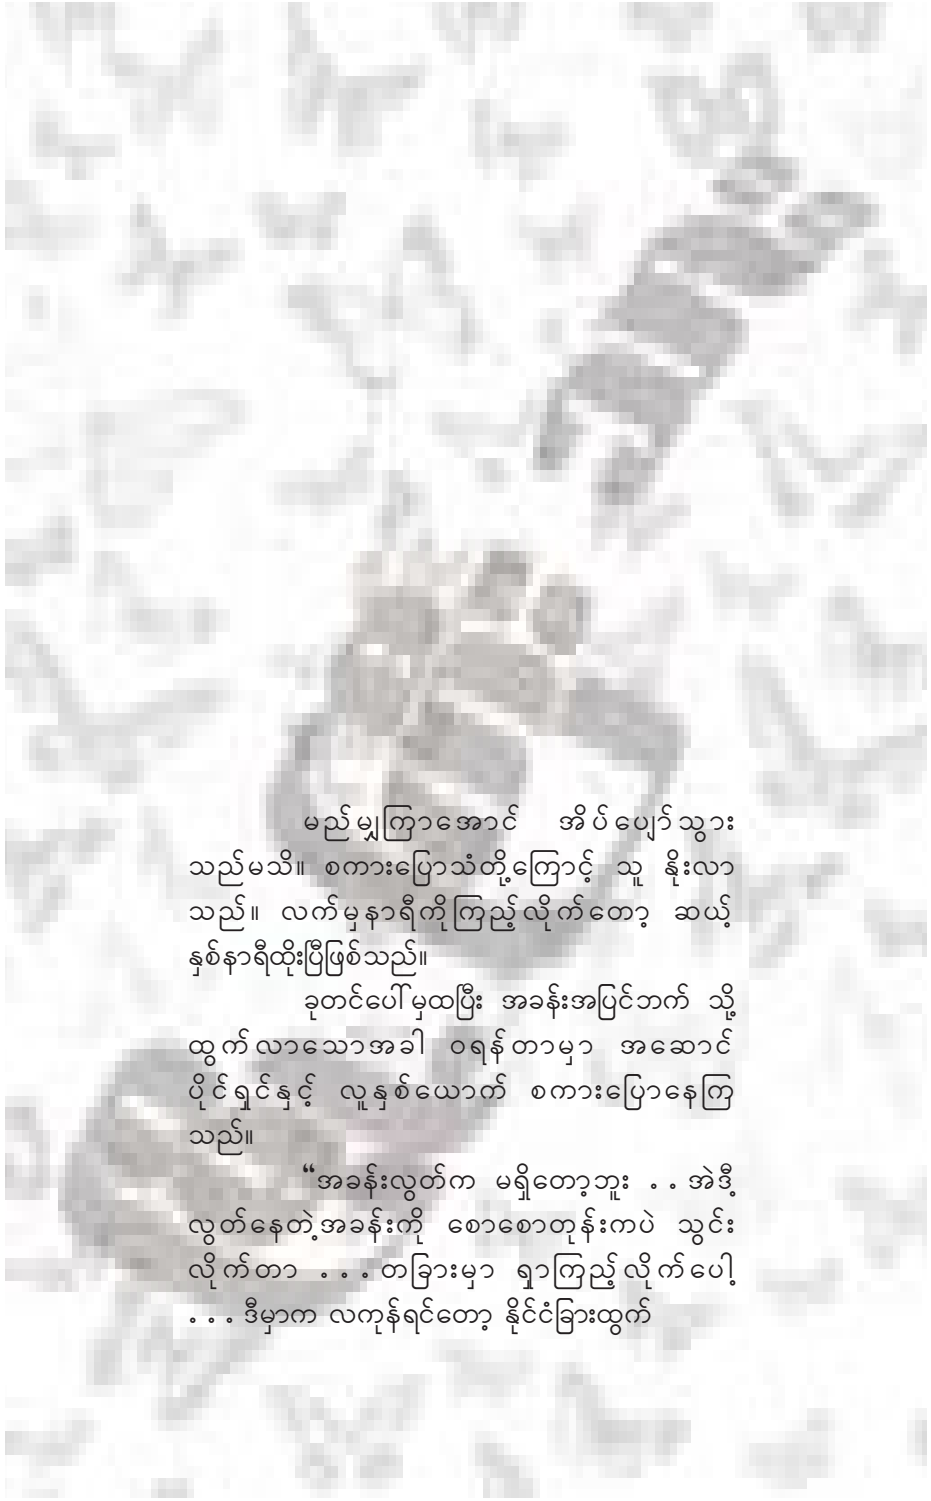 မည်မျှကြာအောင် အိပ်ပျော်သွား
သည်မသိ။ စကားပြောသံတို့ကြောင့် သူ နိုးလာ
သည်။ လက်မှနာရီကိုကြည့်လိုက်တော့ ဆယ့်
နှစ်နာရီထိုးပြီဖြစ်သည်။
ခုတင်ပေါ်မှထပြီး အခန်းအပြင်ဘက် သို့
ထွက်လာသောအခါ ဝရန်တာမှာ အဆောင်
ပိုင်ရှင်နှင့် လူနှစ်ယောက် စကားပြောနေကြ
သည်။
“အခန်းလွတ်က မရှိတော့ဘူး . . အဲဒီ့
လွတ်နေတဲ့အခန်းကို စောစောတုန်းကပဲ သွင်း
လိုက်တာ . . . တခြားမှာ ရှာကြည့်လိုက်ပေါ့
. . . ဒီမှာက လကုန်ရင်တော့ နိုင်ငံခြားထွက်